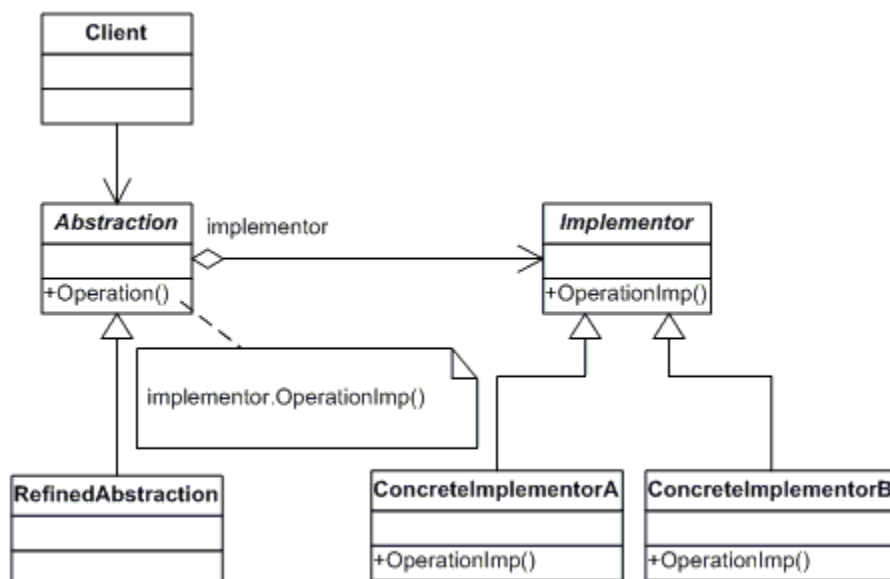 Client
Abstraction
implementor
Implementor
+Operation()
+OperationImp()
implementor.OperationImp()
RefinedAbstraction
ConcreteImplementorA
ConcreteImplementorB
+OperationImp()
+OperationImp()